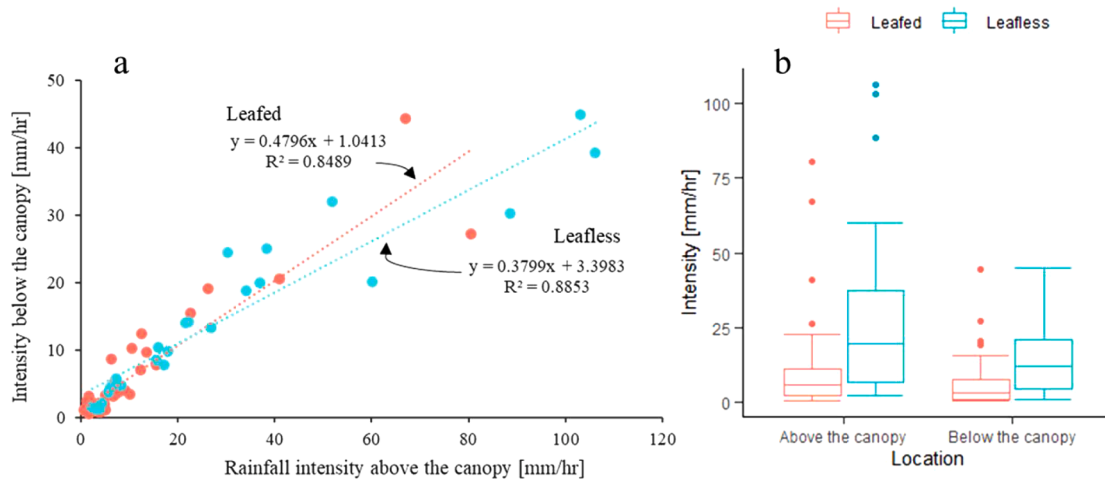 a
Intensity below the canopy [mm/hr]
50
40
30
20
10
0
Leafed
y = 0.4796x + 1.0413
R² = 0.8489
Leafless
y = 0.3799x + 3.3983
R² = 0.8853
0 20 40 60 80 100 120
Rainfall intensity above the canopy [mm/hr]
Leafed Leafless
b
Intensity [mm/hr]
100
75
50
25
0
Above the canopy Below the canopy
Location